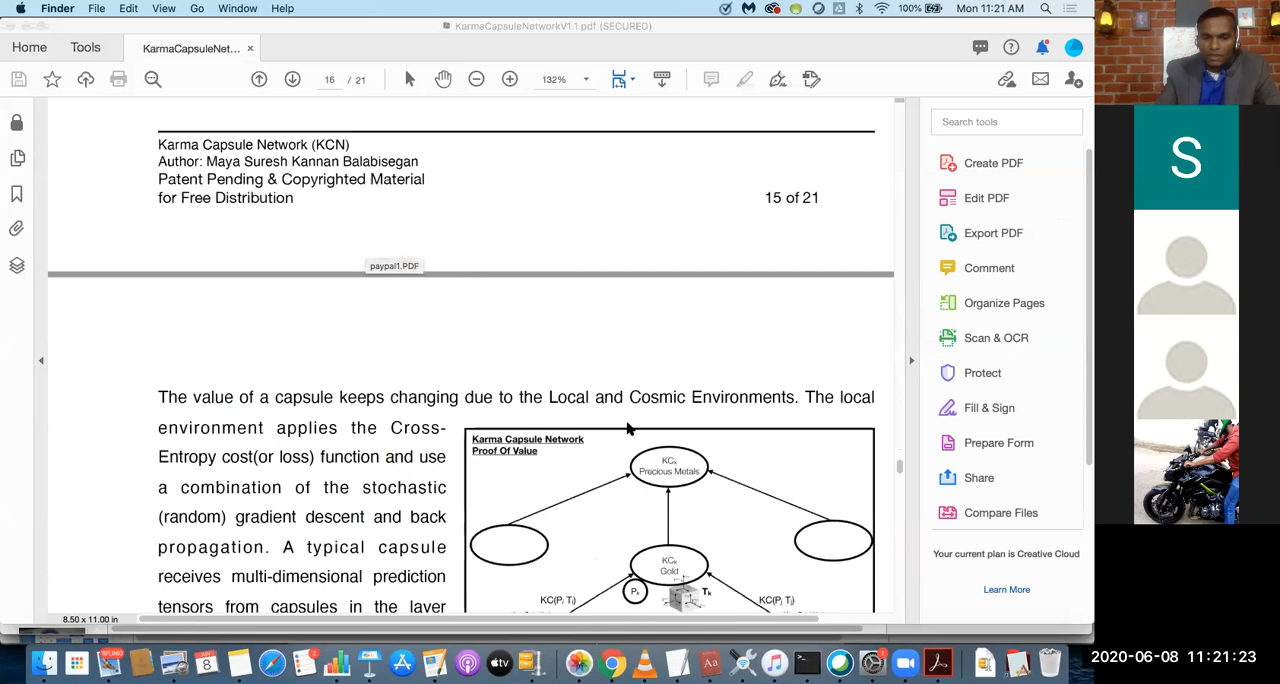 Finder File Edit View Go Window Help
100%
Mon 11:21 AM
KarmaCapsuleNetworkV1.1.pdf (SECURED)
Home Tools KarmaCapsuleNet... ×
16 / 21
132%
Search tools
Karma Capsule Network (KCN)
Author: Maya Suresh Kannan Balabisegan
Patent Pending & Copyrighted Material
for Free Distribution
15 of 21
paypal1.PDF
The value of a capsule keeps changing due to the Local and Cosmic Environments. The local
environment applies the Cross-
Entropy cost(or loss) function and use
a combination of the stochastic
(random) gradient descent and back
propagation. A typical capsule
receives multi-dimensional prediction
tensors from capsules in the layer
Karma Capsule Network
Proof Of Value
Precious Metals
Gold
8.50 x 11.00 in
Create PDF
Edit PDF
Export PDF
Comment
Organize Pages
Scan & OCR
Protect
Fill & Sign
Prepare Form
Share
Compare Files
Your current plan is Creative Cloud
Learn More
S
tv
2020-06-08 11:21:23